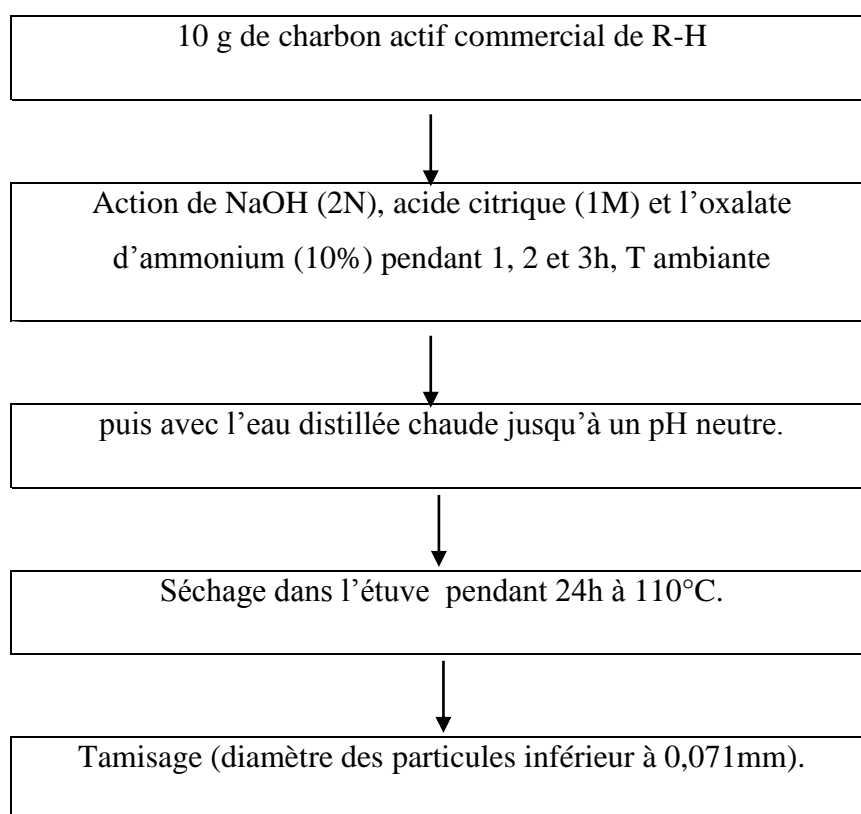 10 g de charbon actif commercial de R-H
Action de NaOH (2N), acide citrique (1M) et l’oxalate
d’ammonium (10%) pendant 1, 2 et 3h, T ambiante
puis avec l’eau distillée chaude jusqu’à un pH neutre.
Séchage dans l’étuve  pendant 24h à 110°C.
Tamisage (diamètre des particules inférieur à 0,071mm).